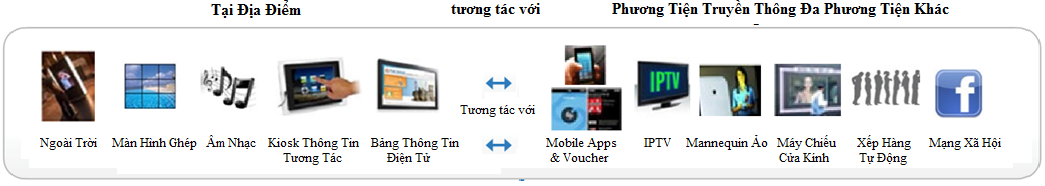 Tại Địa Điểm
tương tác với
Phương Tiện Truyền Thông Đa Phương Tiện Khác
IPTV
Tương tác với
Ngoài Trời
Màn Hình Ghép
Âm Nhạc
Kiosk Thông Tin
Tương Tác
Bảng Thông Tin
Điện Tử
Mobile Apps
& Voucher
IPTV
Mannequin Ảo
Máy Chiếu
Cửa Kinh
Xếp Hàng
Tự Động
Mạng Xã Hội